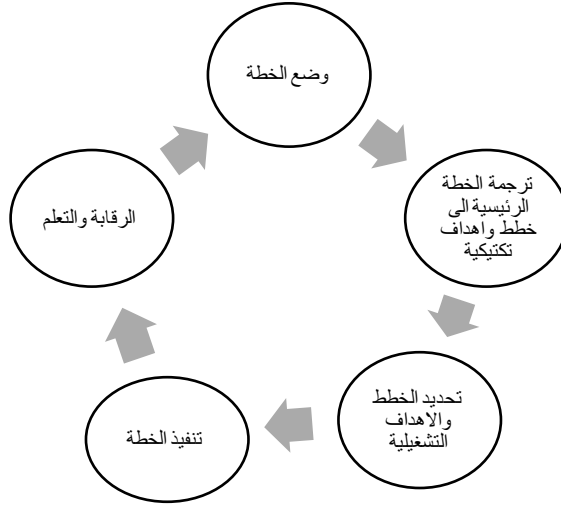 وضع الخطة
ترجمة الخطة
الرئيسية الى
خطط واهداف
تكتيكية
تحديد الخطط
والاهداف
التشغيلية
تنفيذ الخطة
الرقابة والتعلم